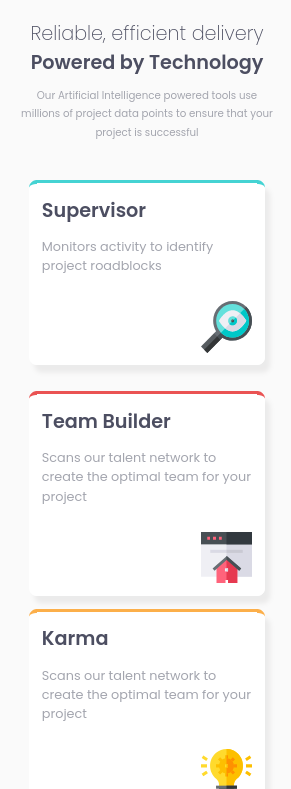 Reliable, efficient delivery
Powered by Technology
Our Artificial Intelligence powered tools use
millions of project data points to ensure that your
project is successful
Supervisor
Monitors activity to identify
project roadblocks
Team Builder
Scans our talent network to
create the optimal team for your
project
Karma
Scans our talent network to
create the optimal team for your
project